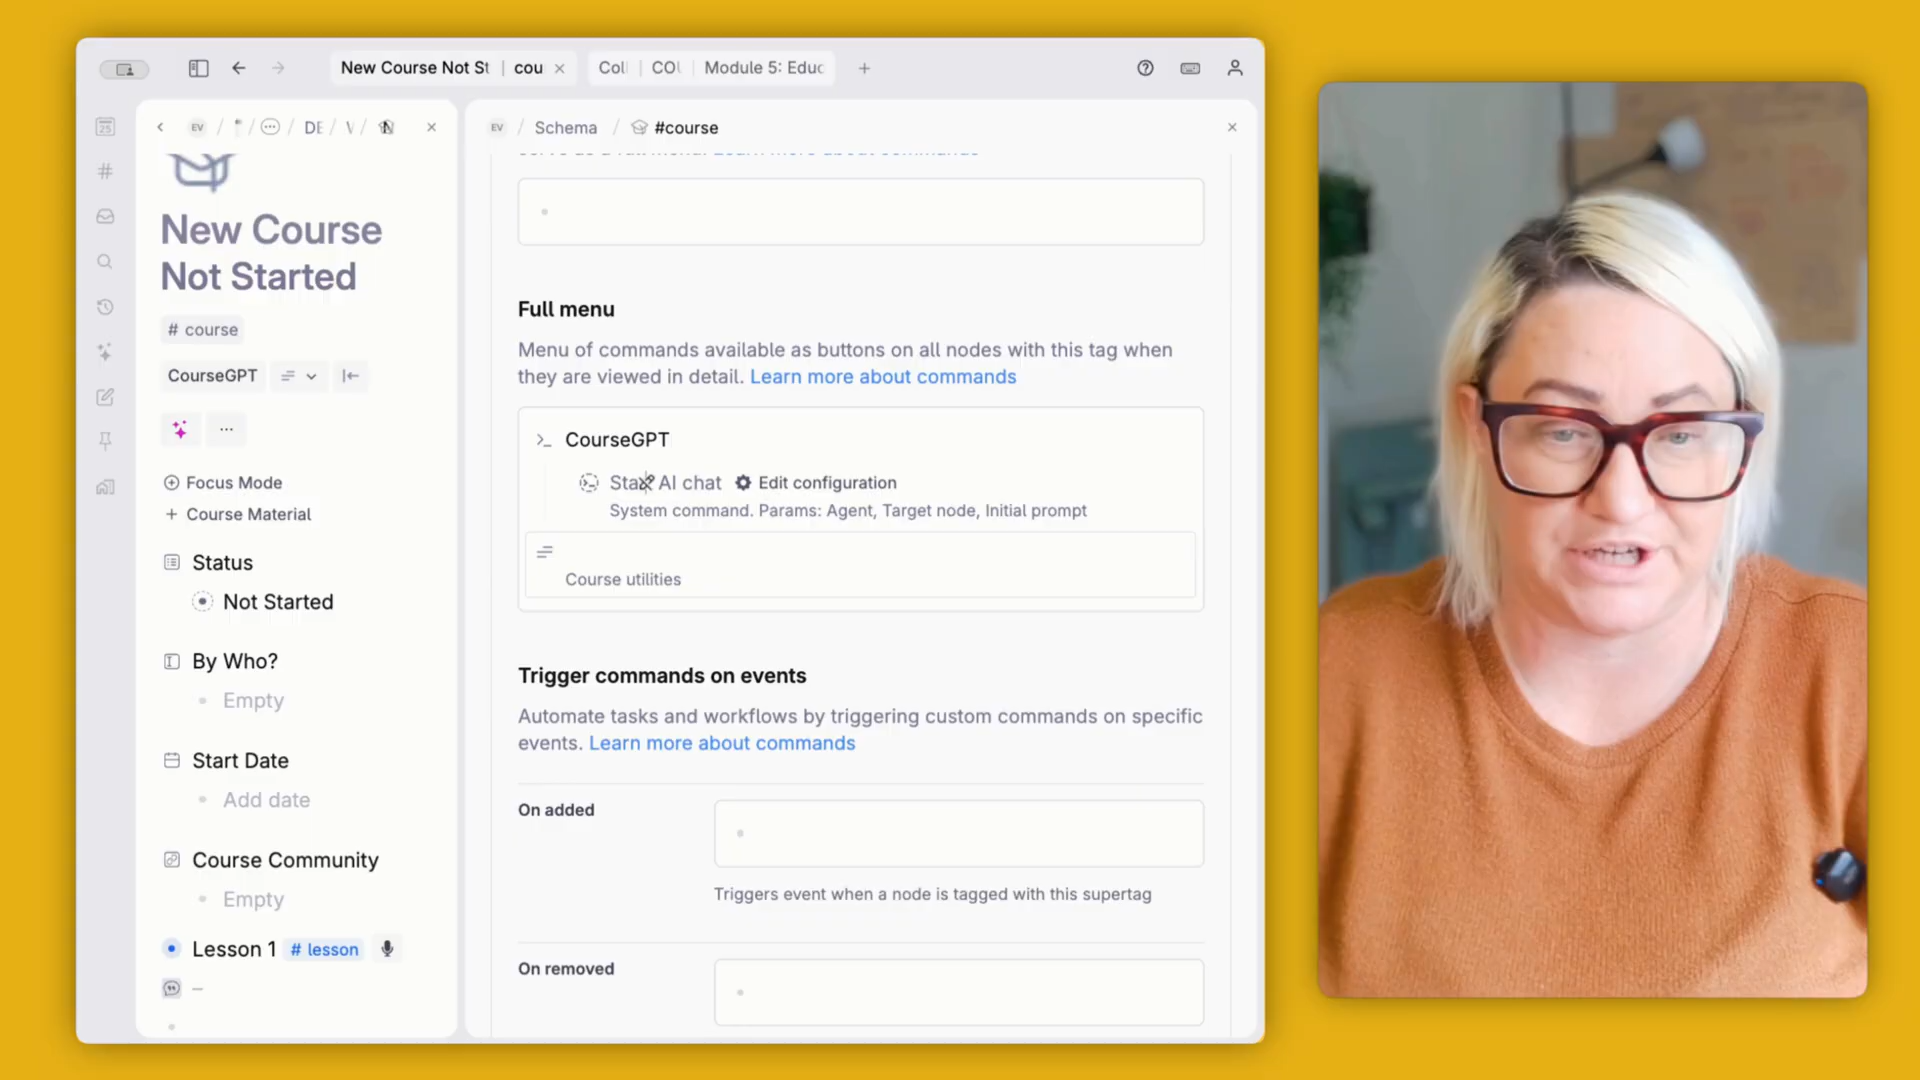 New Course Not St
cou
Col
COU
Module 5: Educ
25
EV / / / DE / V /
New Course
Not Started
# course
CourseGPT
...
Focus Mode
+ Course Material
Status
Not Started
By Who?
Empty
Start Date
Add date
Course Community
Empty
Lesson 1 # lesson
EV / Schema / #course
Full menu
Menu of commands available as buttons on all nodes with this tag when
they are viewed in detail. Learn more about commands
CourseGPT
Start AI chat Edit configuration
System command. Params: Agent, Target node, Initial prompt
Course utilities
Trigger commands on events
Automate tasks and workflows by triggering custom commands on specific
events. Learn more about commands
On added
Triggers event when a node is tagged with this supertag
On removed